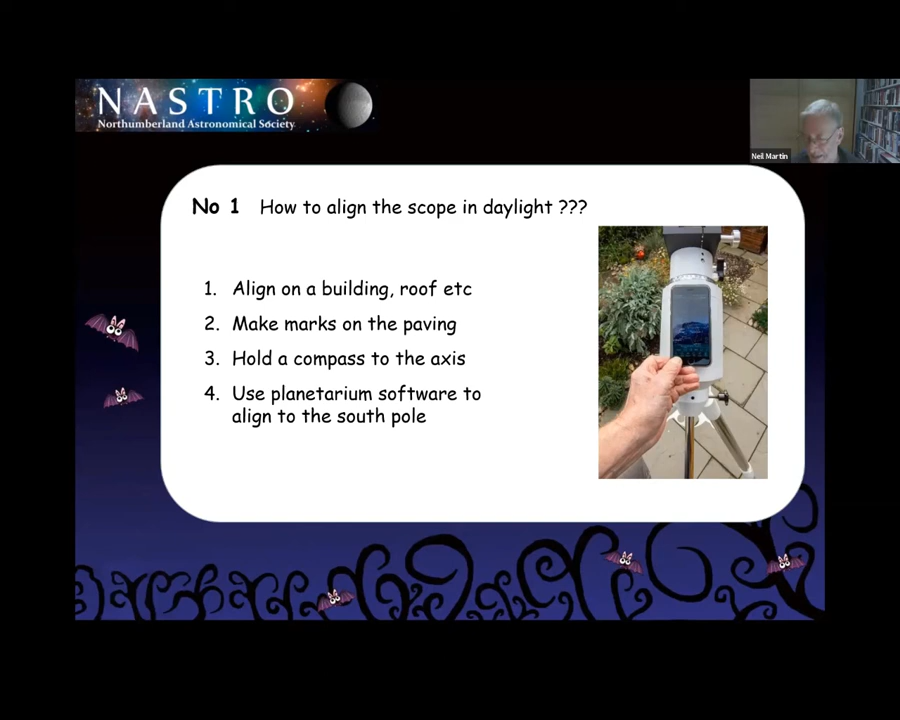 NASTRO
Northumberland Astronomical Society
Neil Martin
No 1 How to align the scope in daylight ???
1. Align on a building, roof etc
2. Make marks on the paving
3. Hold a compass to the axis
4. Use planetarium software to
align to the south pole